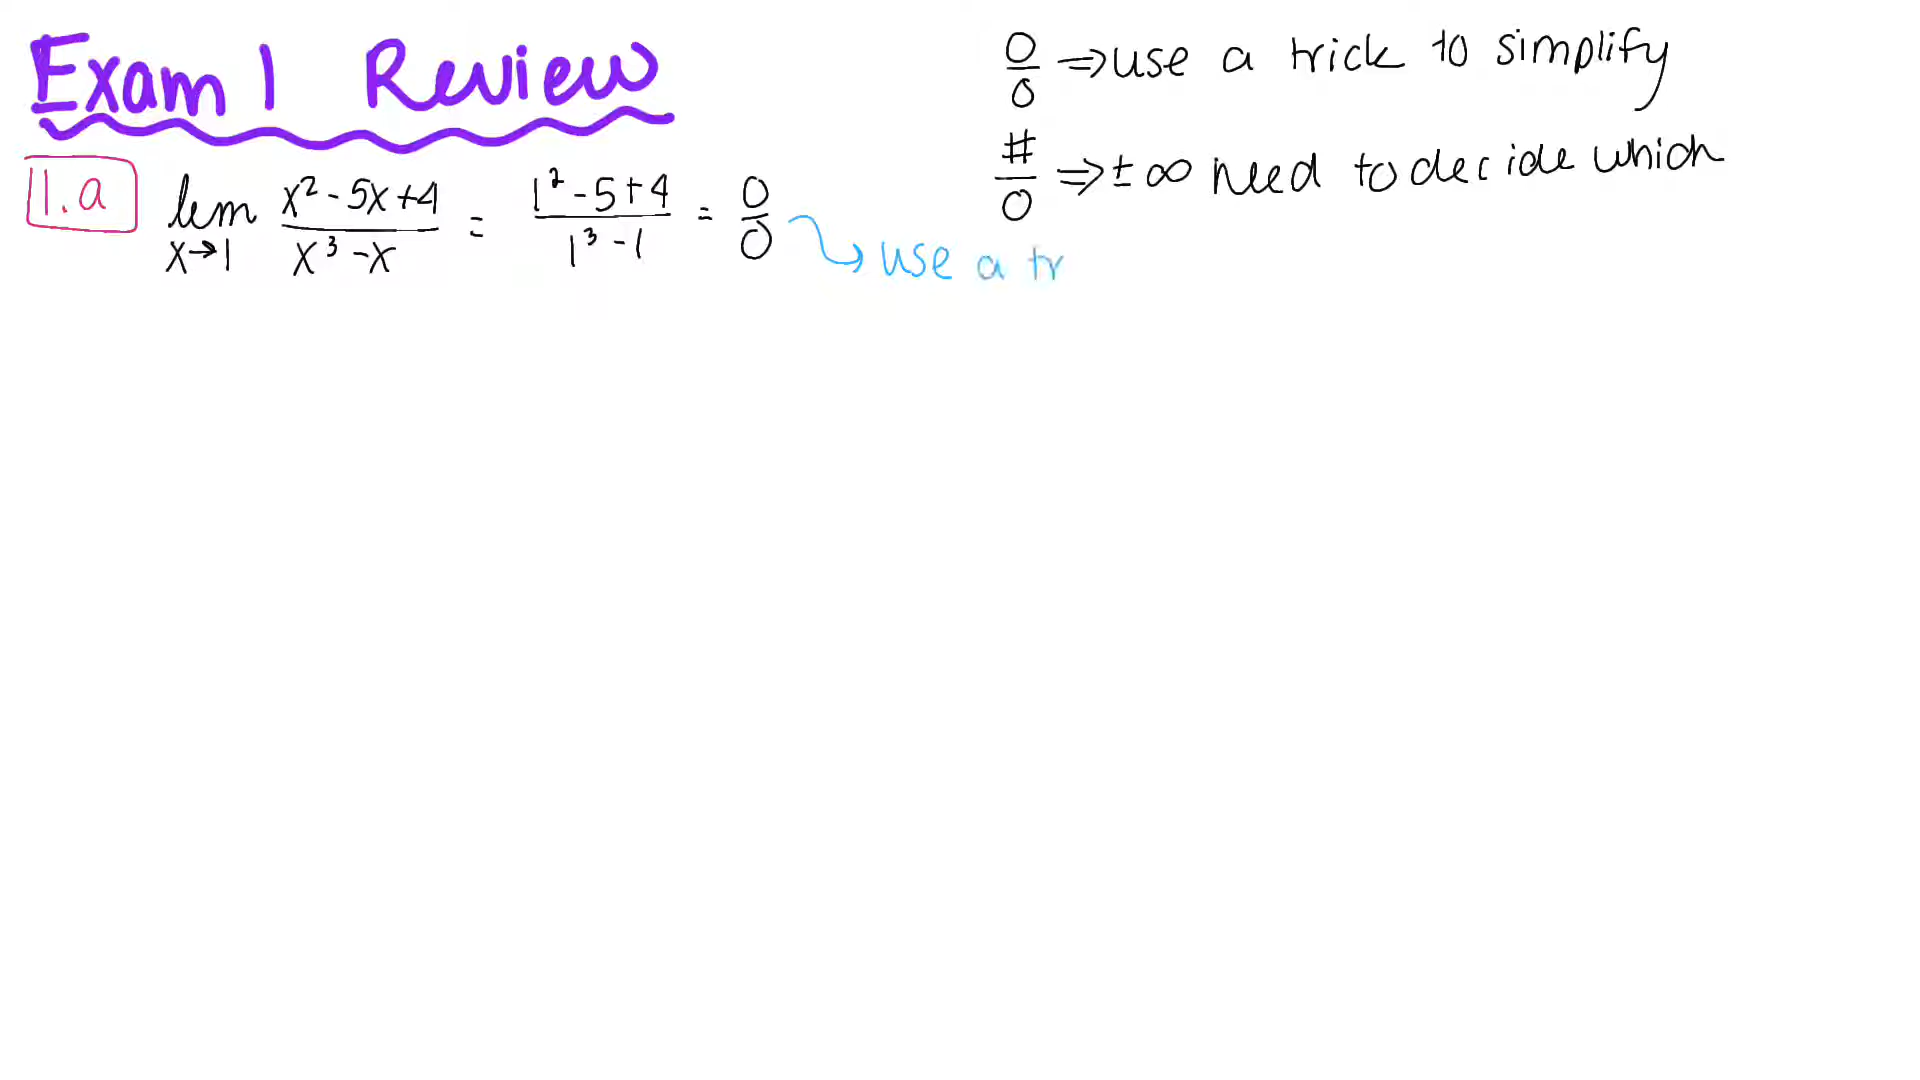 Exam 1 Review
0/0 ⇒ use a trick to simplify
#/0 ⇒ ± ∞ need to decide which
1.a lim x→1 (x² - 5x + 4)/(x³ - x) = (1² - 5 + 4)/(1³ - 1) = 0/0
use a tr